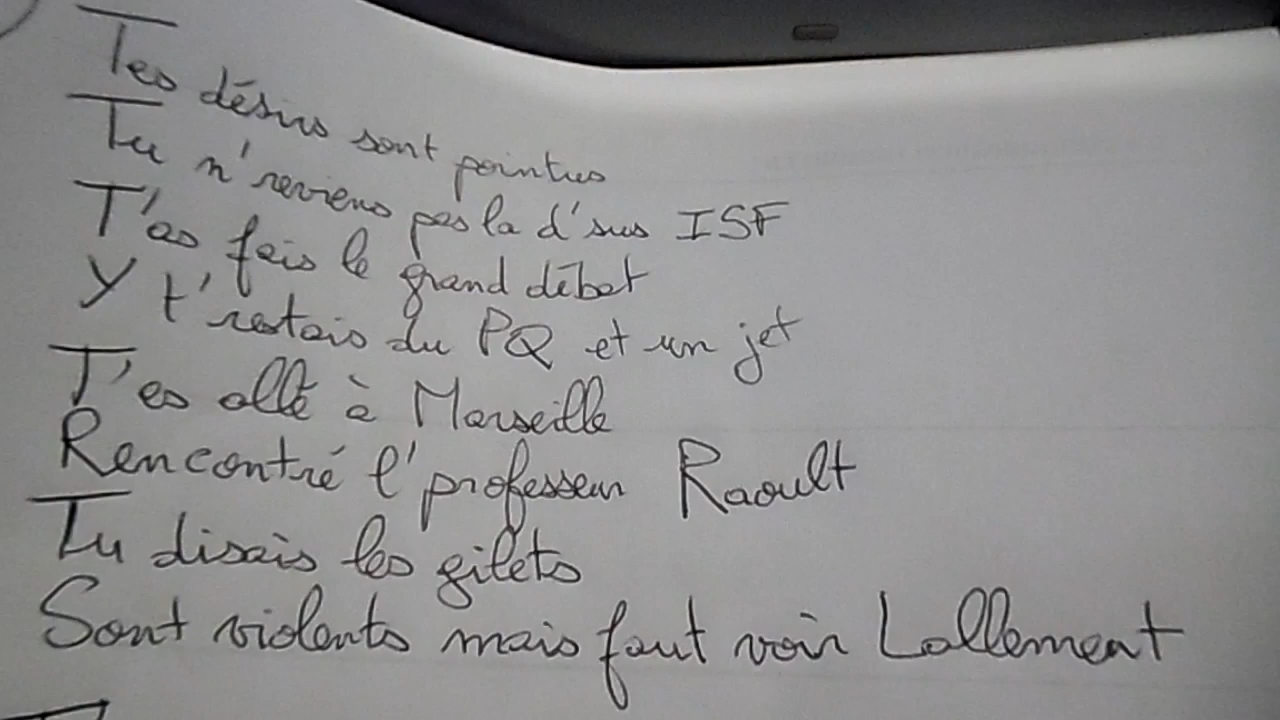 Tes désirs sont pointus
Tu n'reviens pas la d'sus ISF
T'as fais le grand débat
Y t'restais du PQ et un jet
T'es allé à Marseille
Rencontré l'professeur Raoult
Tu disais les gilets
Sont violents mais faut voir Lallement